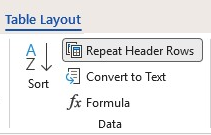 Table Layout
A
Z
Sort
Repeat Header Rows
Convert to Text
fx Formula
Data